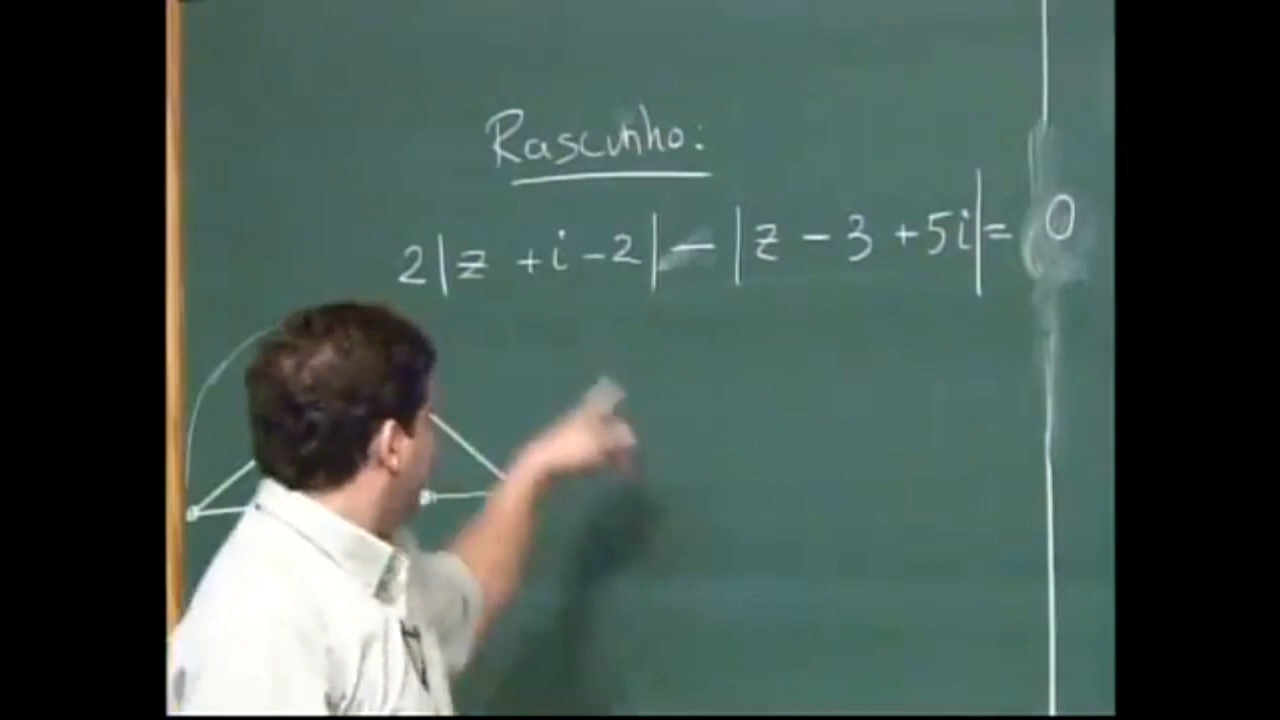 Rascunho:
2|z + i - 2| - |z - 3 + 5i| = 0